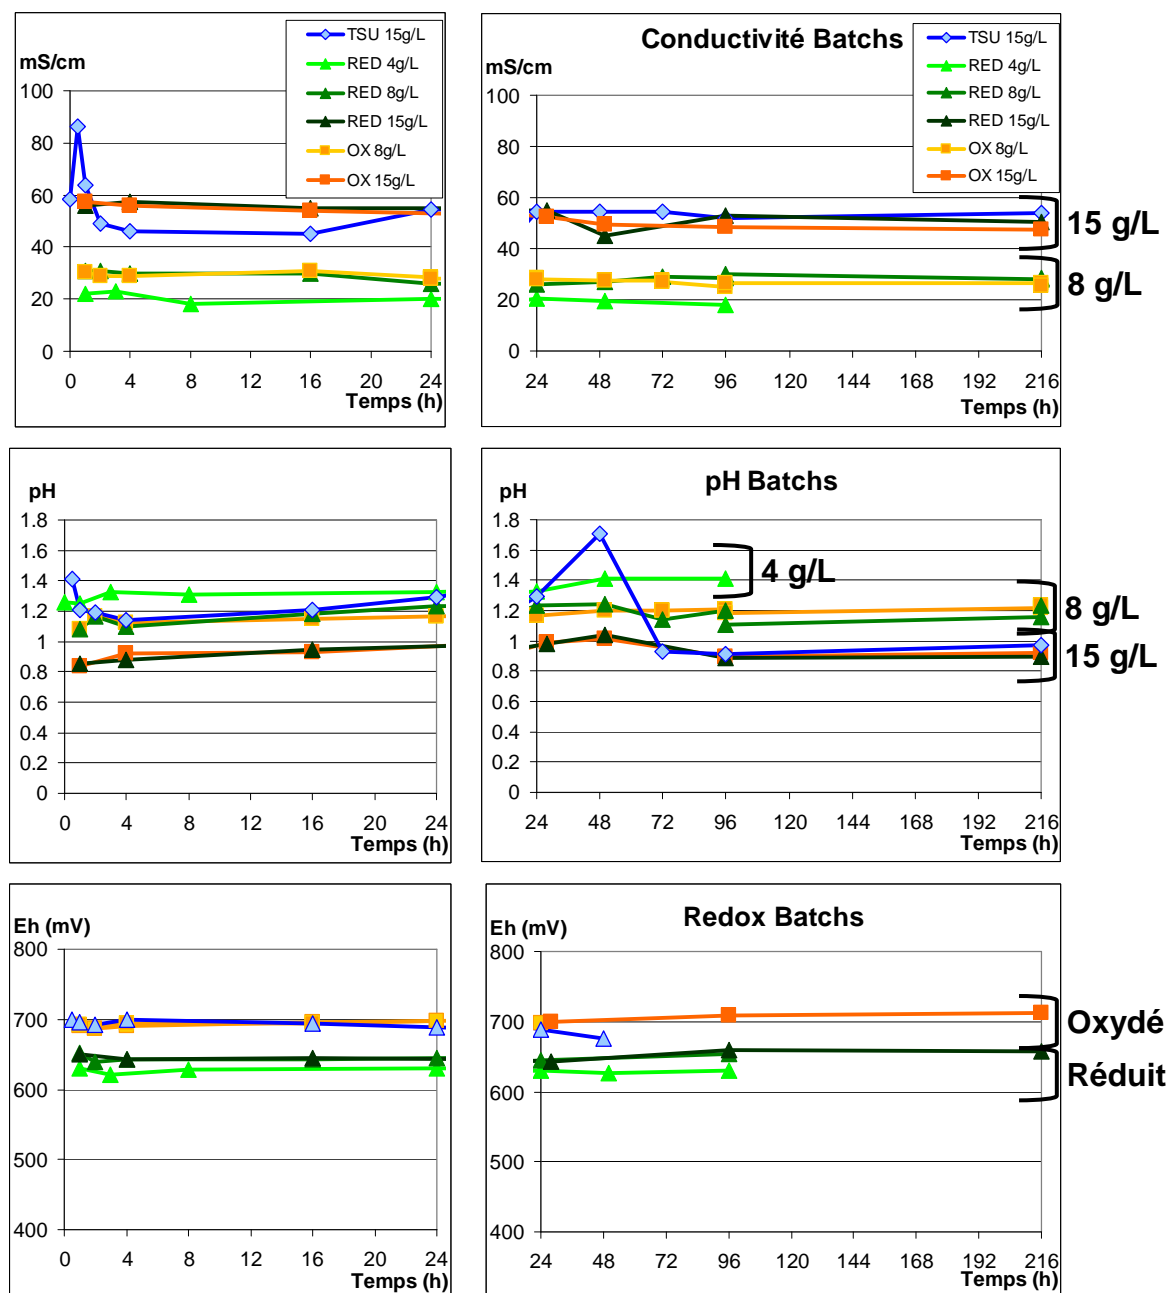 mS/cm
TSU 15g/L
RED 4g/L
RED 8g/L
RED 15g/L
OX 8g/L
OX 15g/L
100
80
60
40
20
0
0 4 8 12 16 20 24
Temps (h)
Conductivité Batchs
mS/cm
TSU 15g/L
RED 4g/L
RED 8g/L
RED 15g/L
OX 8g/L
OX 15g/L
100
80
60
40
20
0
24 48 72 96 120 144 168 192 216
Temps (h)
15 g/L
8 g/L
pH
1.8
1.6
1.4
1.2
1
0.8
0.6
0.4
0.2
0
0 4 8 12 16 20 24
Temps (h)
pH Batchs
pH
1.8
1.6
1.4
1.2
1
0.8
0.6
0.4
0.2
0
24 48 72 96 120 144 168 192 216
Temps (h)
4 g/L
8 g/L
15 g/L
Eh (mV)
800
700
600
500
400
0 4 8 12 16 20 24
Temps (h)
Redox Batchs
Eh (mV)
800
700
600
500
400
24 48 72 96 120 144 168 192 216
Temps (h)
Oxydé
Réduit